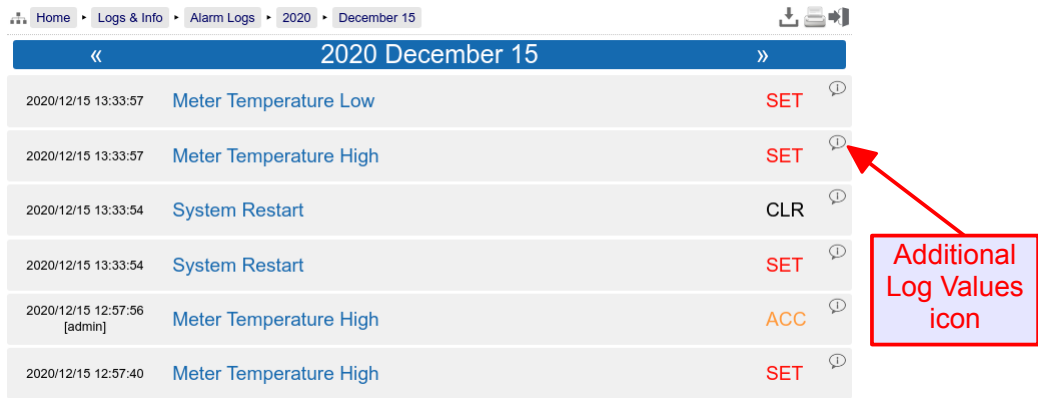 Home ‣ Logs & Info ‣ Alarm Logs ‣ 2020 ‣ December 15
« 2020 December 15 »
2020/12/15 13:33:57 Meter Temperature Low SET
2020/12/15 13:33:57 Meter Temperature High SET
2020/12/15 13:33:54 System Restart CLR
2020/12/15 13:33:54 System Restart SET
2020/12/15 12:57:56
[admin]
Meter Temperature High ACC
2020/12/15 12:57:40 Meter Temperature High SET
Additional
Log Values
icon